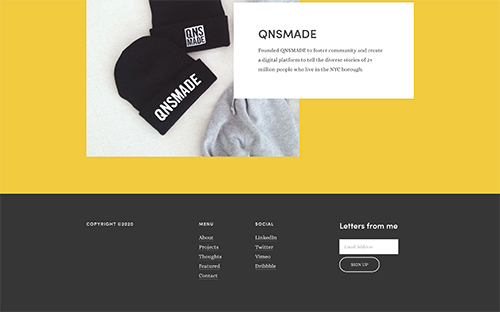 QNS
MADE
QNSMADE
QNSMADE
Founded QNSMADE to foster community and create
a digital platform to tell the diverse stories of 2+
million people who live in the NYC borough.
COPYRIGHT ©2020
MENU
About
Projects
Thoughts
Featured
Contact
SOCIAL
LinkedIn
Twitter
Vimeo
Dribbble
Letters from me
Email Address
SIGN UP